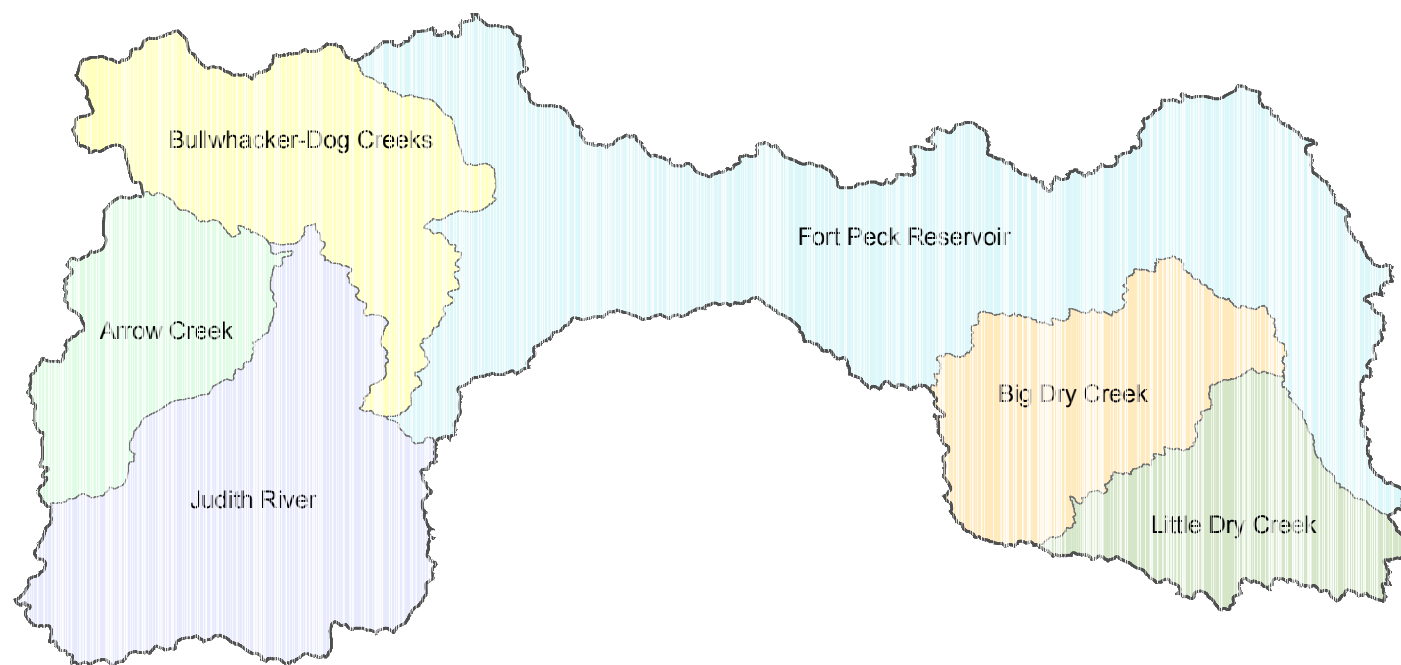 Bullwhacker-Dog Creeks
Fort Peck Reservoir
Arrow Creek
Big Dry Creek
Judith River
Little Dry Creek